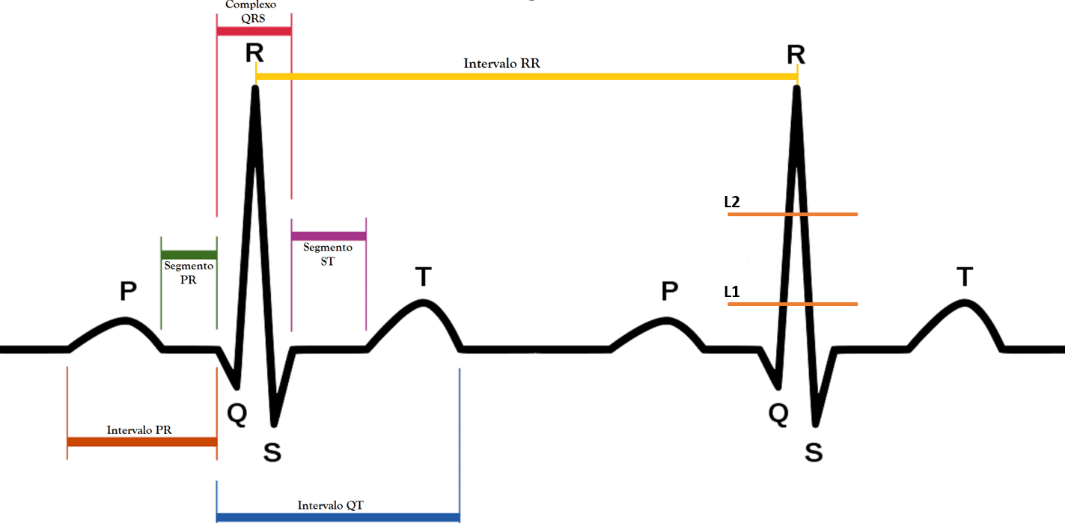 Complexo
QRS
R
Intervalo RR
R
L2
Segmento
ST
Segmento
PR
P
T
P
L1
T
Q
Intervalo PR
S
Q
S
Intervalo QT